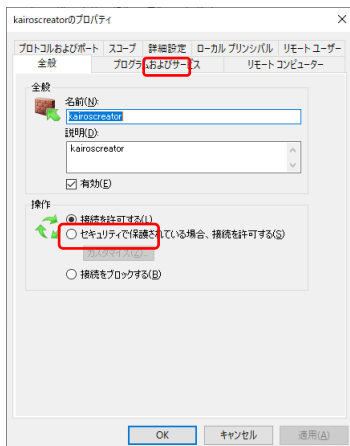 kairoscreatorのプロパティ
プロトコルおよびポート スコープ 詳細設定 ローカル プリンシパル リモート ユーザー
全般 プログラムおよびサービス リモート コンピューター
全般
名前(N):
kairoscreator
説明(D):
kairoscreator
有効(E)
操作
接続を許可する(L)
セキュリティで保護されている場合、接続を許可する(S)
カスタマイズ(Z)...
接続をブロックする(B)
OK キャンセル 適用(A)